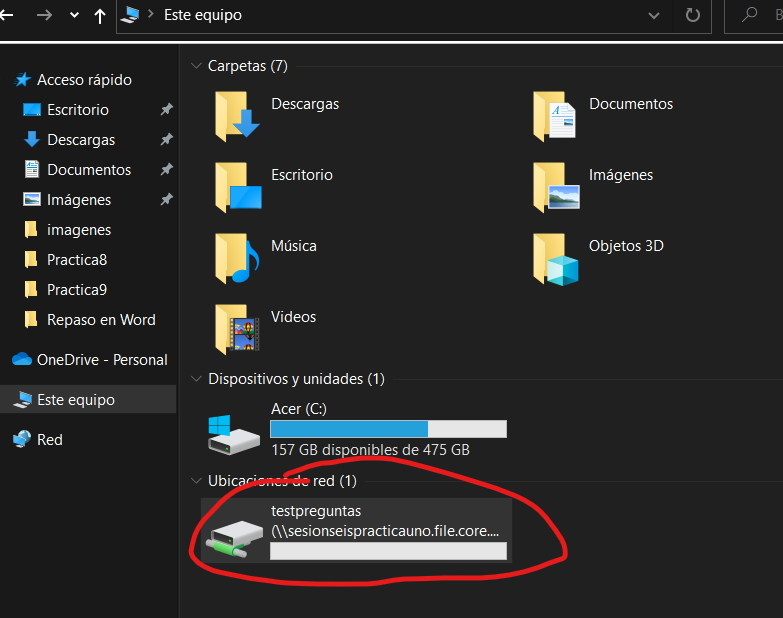 Este equipo
Acceso rápido
Escritorio
Descargas
Documentos
Imágenes
imagenes
Practica8
Practica9
Repaso en Word
OneDrive - Personal
Este equipo
Red
Carpetas (7)
Descargas
Documentos
Escritorio
Imágenes
Música
Objetos 3D
Videos
Dispositivos y unidades (1)
Acer (C:)
157 GB disponibles de 475 GB
Ubicaciones de red (1)
testpreguntas
(\\sesionseispracticauno.file.core....